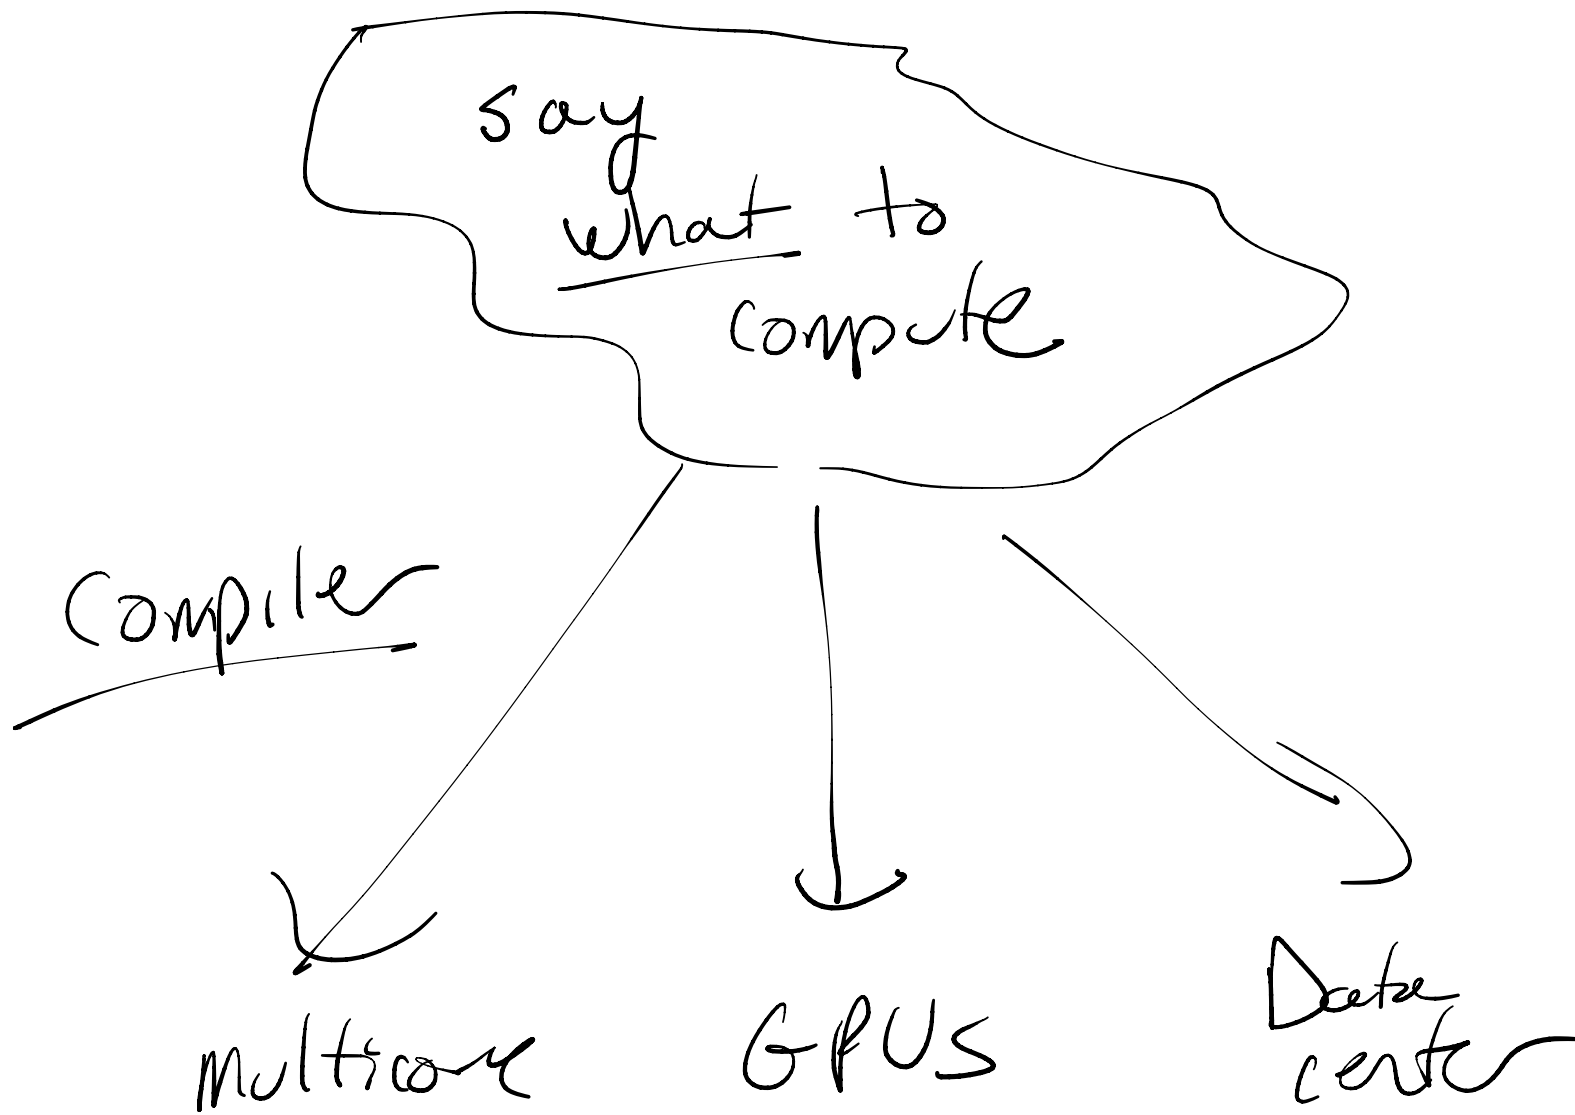 say
what to
compute
Compiler
Multicore
GPUs
Data
center